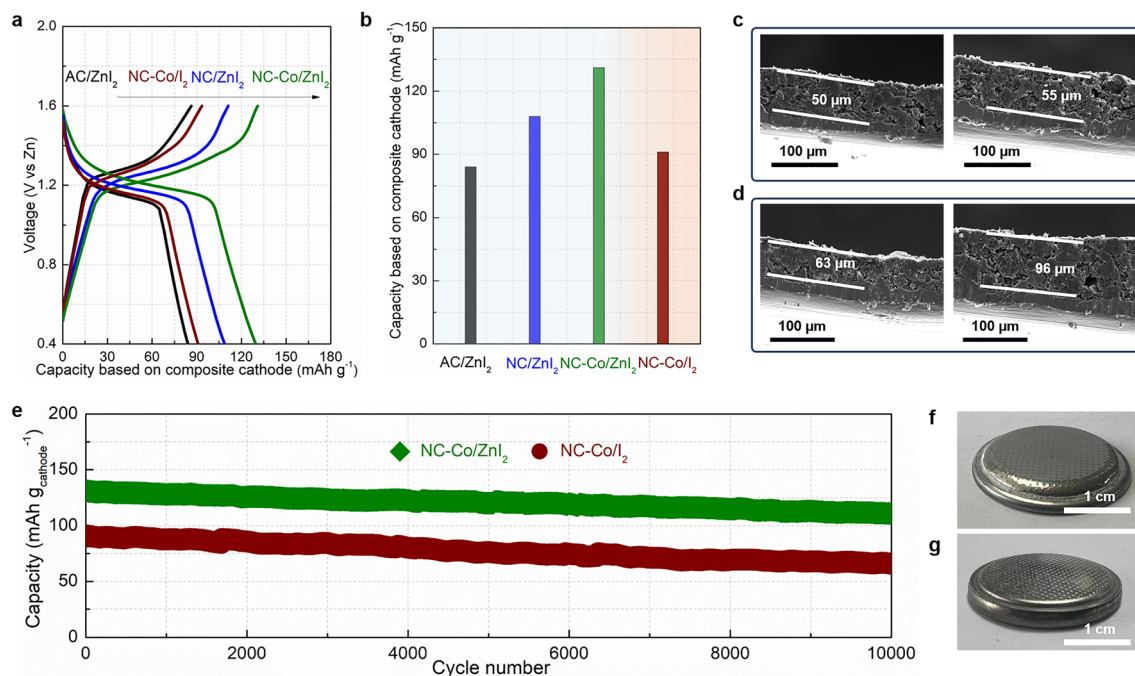 a
2.0
1.6
1.2
0.8
0.4
Voltage (V vs Zn)
AC/ZnI₂ NC-Co/I₂ NC/ZnI₂ NC-Co/ZnI₂
0 30 60 90 120 150 180
Capacity based on composite cathode (mAh g⁻¹)
b
150
120
90
60
30
0
Capacity based on composite cathode (mAh g⁻¹)
AC/ZnI₂ NC/ZnI₂ NC-Co/ZnI₂ NC-Co/I₂
c
50 µm
100 µm
55 µm
100 µm
d
63 µm
100 µm
96 µm
100 µm
e
200
150
100
50
0
Capacity (mAh g cathode⁻¹)
NC-Co/ZnI₂ NC-Co/I₂
0 2000 4000 6000 8000 10000
Cycle number
f
1 cm
g
1 cm